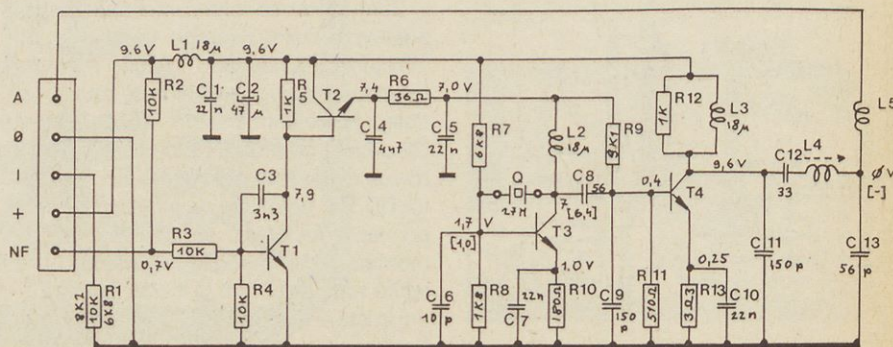 A
Ø
I
+
NF
9.6V
L1 18µ
9,6V
R2
10K
C1
22n
C2
47µ
R5
1K
T2
7,4
R6
36Ω
7,0V
C4
4n7
C5
22n
R7
6K8
L2
18µ
R9
9K1
R12
1K
L3
18µ
L5
C3
3n3
7,9
Q
27M
C8
56
7
[6,4]
0,4
T4
9,6V
C12
33
L4
ØV
[-]
R3
10K
0,7V
T1
1,7V
[1,0]
T3
1.0V
0,25
C11
150p
C13
56p
8K2
R1
10K
6K8
R4
10K
C6
10p
R8
1K8
22n
C7
R10
180Ω
C9
150p
R11
510Ω
R13
3Ω3
C10
22n